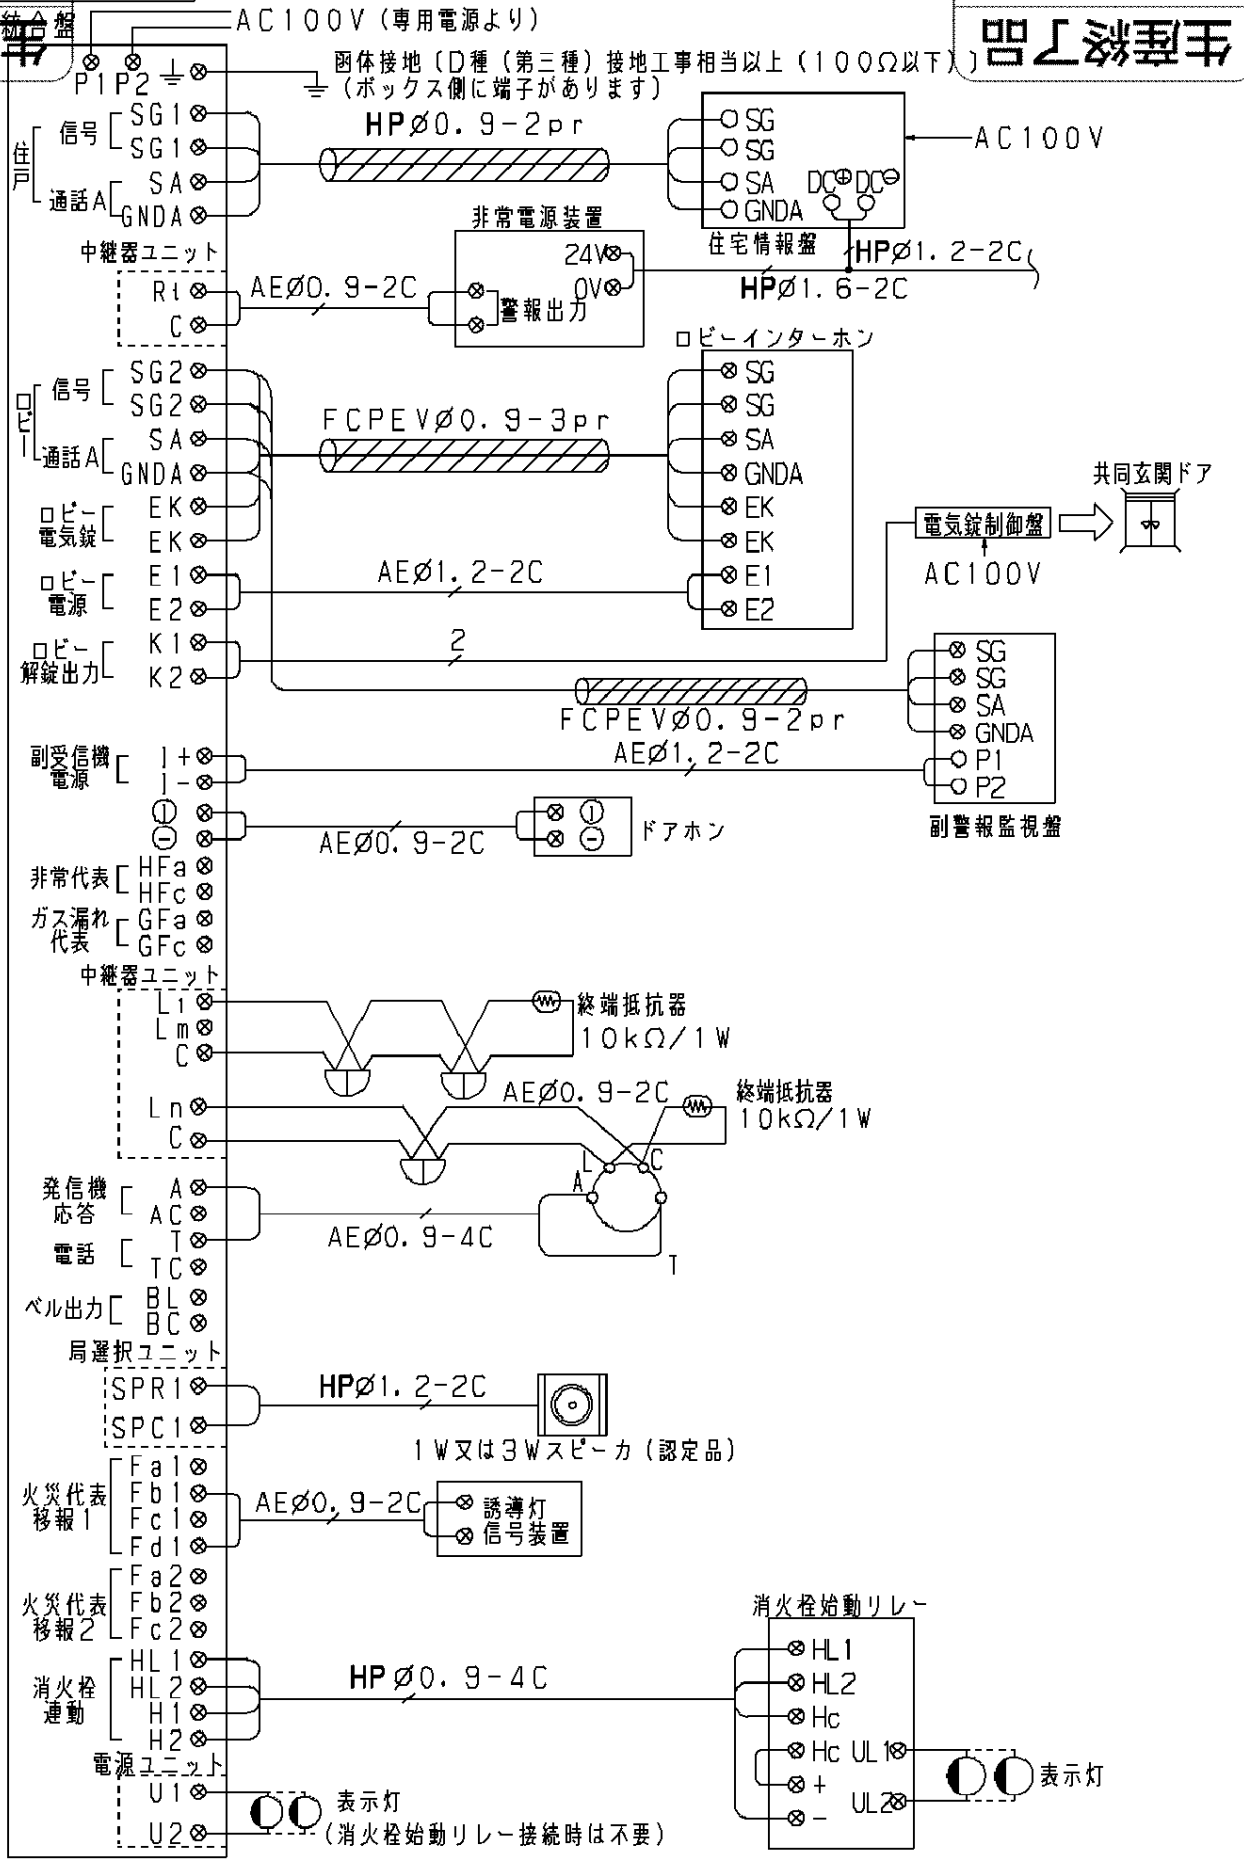 統合盤
AC100V（専用電源より）
生産終了品
P1 P2
函体接地（D種（第三種）接地工事相当以上（100Ω以下））
（ボックス側に端子があります）
住戸
信号
SG1
SG1
通話A
SA
GNDA
HPØ0.9-2pr
SG
SG
SA
GNDA
DC⊕ DC⊖
AC100V
住宅情報盤
HPØ1.2-2C
HPØ1.6-2C
非常電源装置
24V
0V
警報出力
中継器ユニット
Ri
C
AEØ0.9-2C
ロビーインターホン
ロビー
信号
SG2
SG2
通話A
SA
GNDA
ロビー
電気錠
EK
EK
ロビー
電源
E1
E2
ロビー
解錠出力
K1
K2
FCPEVØ0.9-3pr
SG
SG
SA
GNDA
EK
EK
E1
E2
AEØ1.2-2C
2
共同玄関ドア
電気錠制御盤
AC100V
SG
SG
SA
GNDA
P1
P2
副警報監視盤
FCPEVØ0.9-2pr
AEØ1.2-2C
副受信機
電源
I+
I-
①
⊖
AEØ0.9-2C
①
⊖
ドアホン
非常代表
HFa
HFc
ガス漏れ
代表
GFa
GFc
中継器ユニット
L1
Lm
C
終端抵抗器
10kΩ/1W
Ln
C
AEØ0.9-2C
終端抵抗器
10kΩ/1W
L
C
A
T
発信機
応答
A
AC
電話
T
TC
AEØ0.9-4C
ベル出力
BL
BC
局選択ユニット
SPR1
SPC1
HPØ1.2-2C
1W又は3Wスピーカ（認定品）
火災代表
移報1
Fa1
Fb1
Fc1
Fd1
AEØ0.9-2C
誘導灯
信号装置
火災代表
移報2
Fa2
Fb2
Fc2
消火栓
連動
HL1
HL2
H1
H2
HPØ0.9-4C
消火栓始動リレー
HL1
HL2
Hc
Hc
+
-
UL1
UL2
表示灯
電源ユニット
U1
U2
表示灯
（消火栓始動リレー接続時は不要）